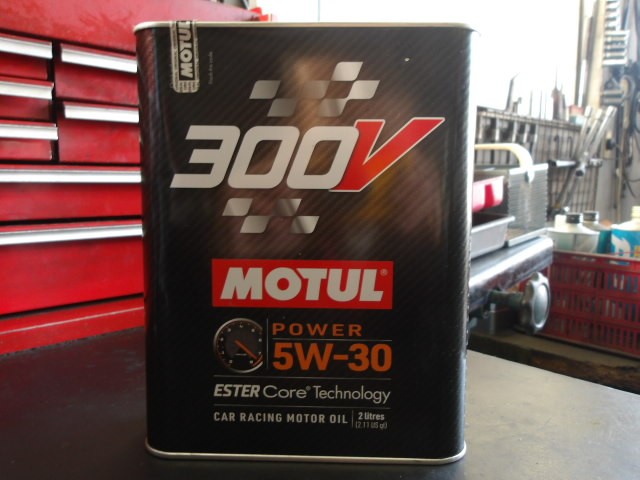 MOTUL
300V
MOTUL®
POWER
5W-30
ESTER Core® Technology
CAR RACING MOTOR OIL 2 litres
(2.11 US qt)